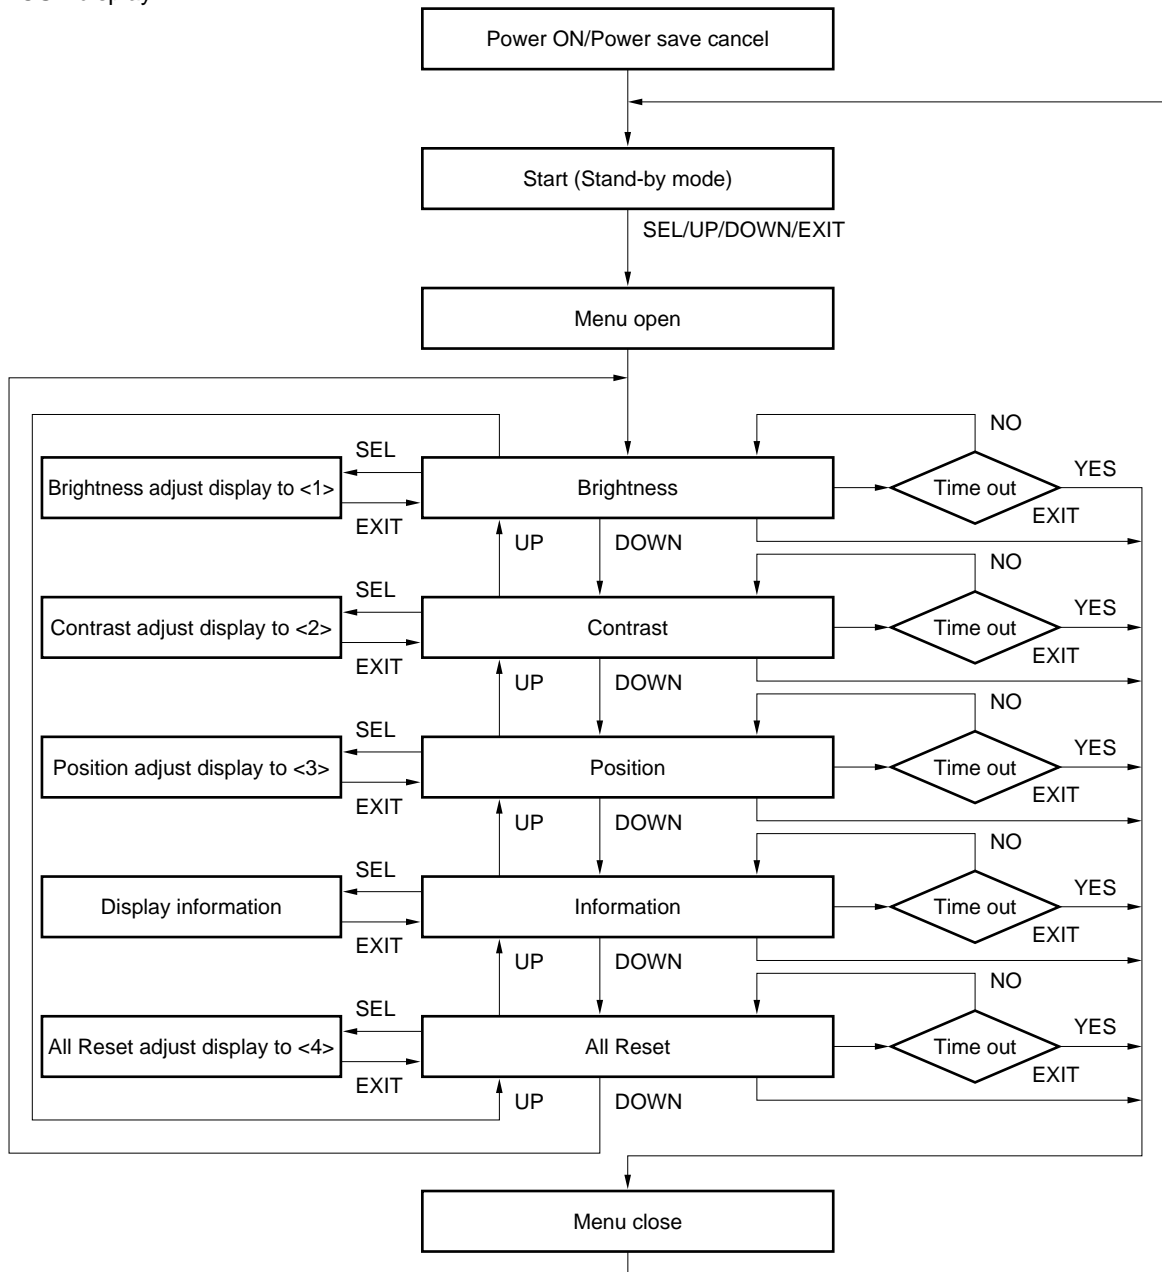 Power ON/Power save cancel
Start (Stand-by mode)
SEL/UP/DOWN/EXIT
Menu open
NO
SEL
YES
Brightness adjust display to <1>
Brightness
Time out
EXIT
EXIT
UP
DOWN
NO
SEL
YES
Contrast adjust display to <2>
Contrast
Time out
EXIT
EXIT
UP
DOWN
NO
SEL
YES
Position adjust display to <3>
Position
Time out
EXIT
EXIT
UP
DOWN
NO
SEL
YES
Display information
Information
Time out
EXIT
EXIT
UP
DOWN
NO
SEL
YES
All Reset adjust display to <4>
All Reset
Time out
EXIT
EXIT
UP
DOWN
Menu close